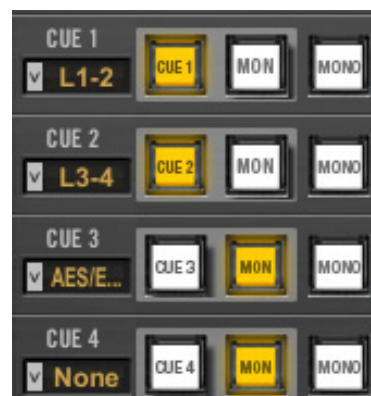 CUE 1
L1-2 CUE 1 MON MONO
CUE 2
L3-4 CUE 2 MON MONO
CUE 3
AES/E... CUE 3 MON MONO
CUE 4
None CUE 4 MON MONO